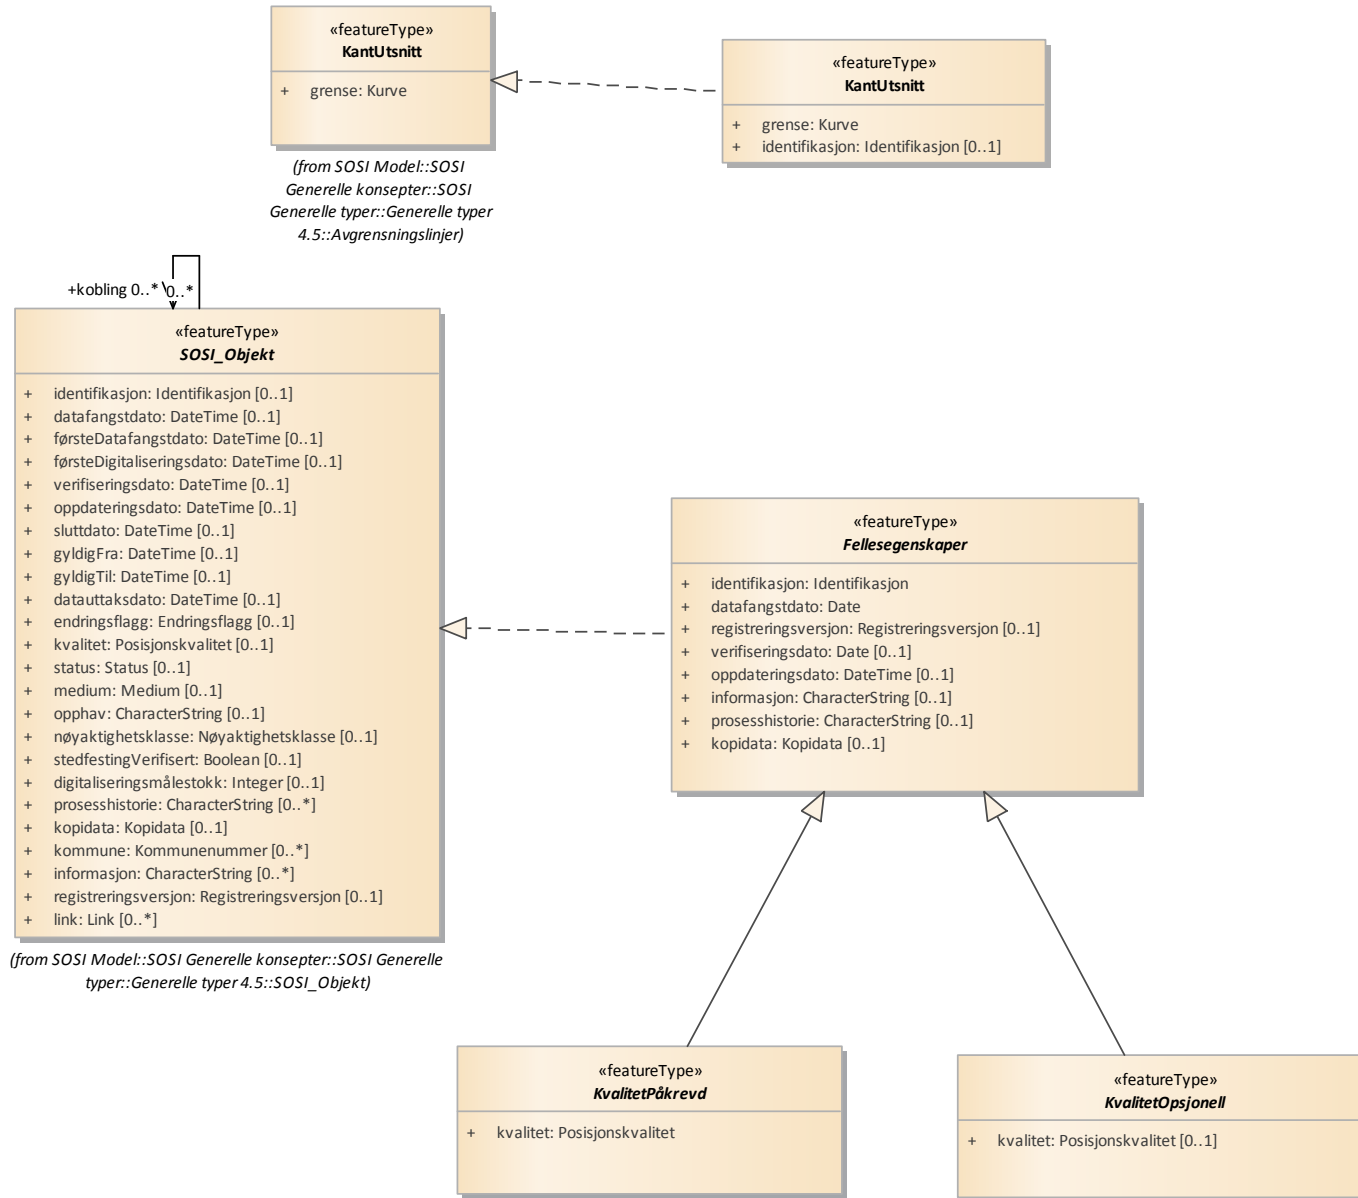 «featureType»
KantUtsnitt
+ grense: Kurve
(from SOSI Model::SOSI
Generelle konsepter::SOSI
Generelle typer::Generelle typer
4.5::Avgrensningslinjer)
«featureType»
KantUtsnitt
+ grense: Kurve
+ identifikasjon: Identifikasjon [0..1]
+kobling 0..* \0..*
«featureType»
SOSI_Objekt
+ identifikasjon: Identifikasjon [0..1]
+ datafangstdato: DateTime [0..1]
+ førsteDatafangstdato: DateTime [0..1]
+ førsteDigitaliseringsdato: DateTime [0..1]
+ verifiseringsdato: DateTime [0..1]
+ oppdateringsdato: DateTime [0..1]
+ sluttdato: DateTime [0..1]
+ gyldigFra: DateTime [0..1]
+ gyldigTil: DateTime [0..1]
+ datauttaksdato: DateTime [0..1]
+ endringsflagg: Endringsflagg [0..1]
+ kvalitet: Posisjonskvalitet [0..1]
+ status: Status [0..1]
+ medium: Medium [0..1]
+ opphav: CharacterString [0..1]
+ nøyaktighetsklasse: Nøyaktighetsklasse [0..1]
+ stedfestingVerifisert: Boolean [0..1]
+ digitaliseringsmålestokk: Integer [0..1]
+ prosesshistorie: CharacterString [0..*]
+ kopidata: Kopidata [0..1]
+ kommune: Kommunenummer [0..*]
+ informasjon: CharacterString [0..*]
+ registreringsversjon: Registreringsversjon [0..1]
+ link: Link [0..*]
(from SOSI Model::SOSI Generelle konsepter::SOSI Generelle
typer::Generelle typer 4.5::SOSI_Objekt)
«featureType»
Fellesegenskaper
+ identifikasjon: Identifikasjon
+ datafangstdato: Date
+ registreringsversjon: Registreringsversjon [0..1]
+ verifiseringsdato: Date [0..1]
+ oppdateringsdato: DateTime [0..1]
+ informasjon: CharacterString [0..1]
+ prosesshistorie: CharacterString [0..1]
+ kopidata: Kopidata [0..1]
«featureType»
KvalitetPåkrevd
+ kvalitet: Posisjonskvalitet
«featureType»
KvalitetOpsjonell
+ kvalitet: Posisjonskvalitet [0..1]